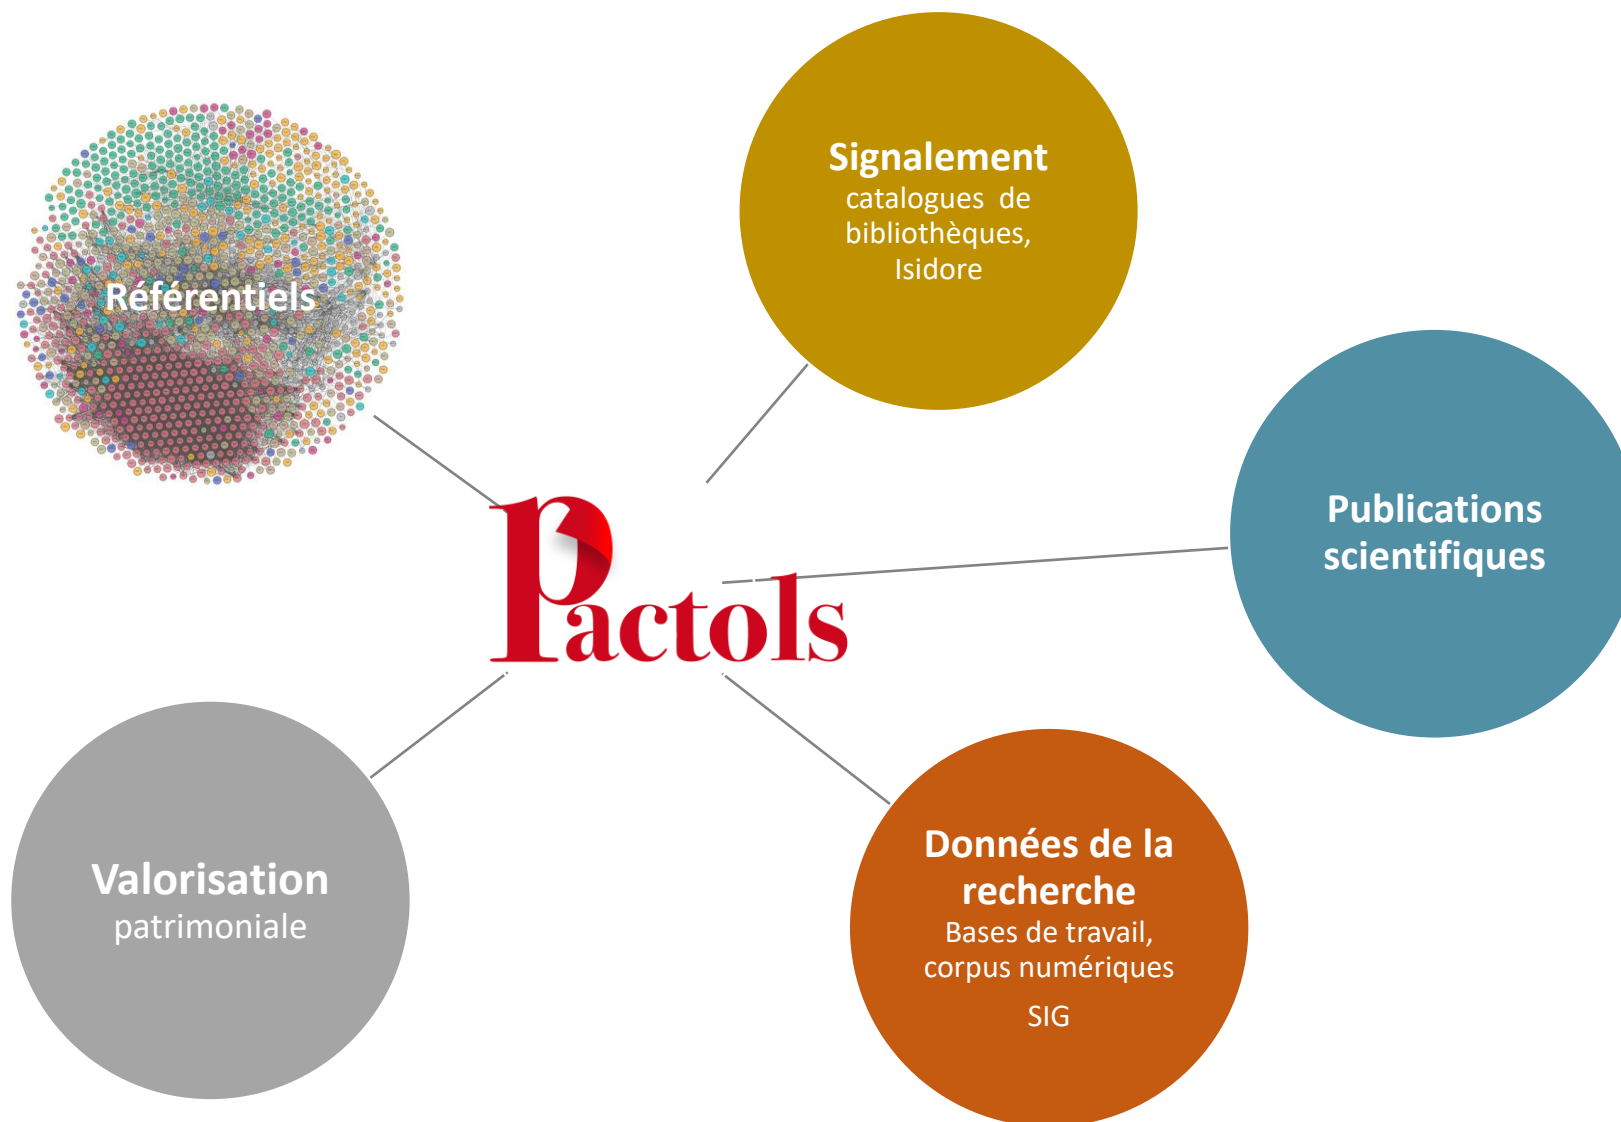 Signalement
catalogues de
bibliothèques,
Isidore
Référentiels
Publications
scientifiques
Pactols
Données de la
recherche
Bases de travail,
corpus numériques
SIG
Valorisation
patrimoniale